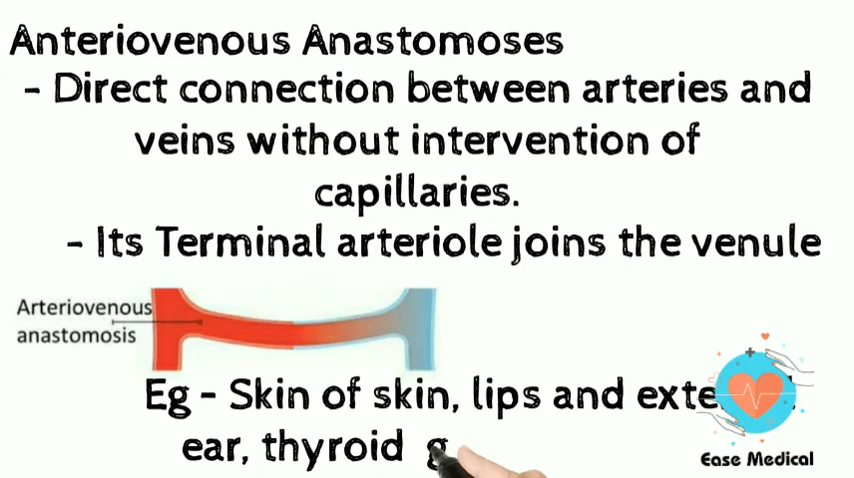 Anteriovenous Anastomoses
- Direct connection between arteries and
veins without intervention of
capillaries.
- Its Terminal arteriole joins the venule
Arteriovenous
anastomosis
Eg - Skin of skin, lips and
ear, thyroid g
Ease Medical